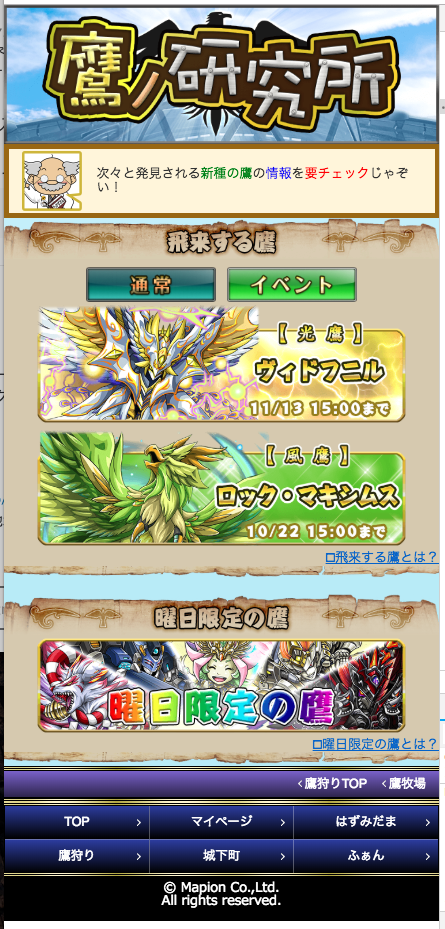 鷹ノ研究所
次々と発見される新種の鷹の情報を要チェックじゃぞ
い！
飛来する鷹
通常 イベント
【光鷹】
ヴィドフニル
11/13 15:00まで
【風鷹】
ロック・マキシムス
10/22 15:00まで
□飛来する鷹とは？
曜日限定の鷹
曜日限定の鷹
□曜日限定の鷹とは？
‹ 鷹狩りTOP ‹ 鷹牧場
TOP › マイページ › はずみだま ›
鷹狩り › 城下町 › ふぁん ›
© Mapion Co.,Ltd.
All rights reserved.